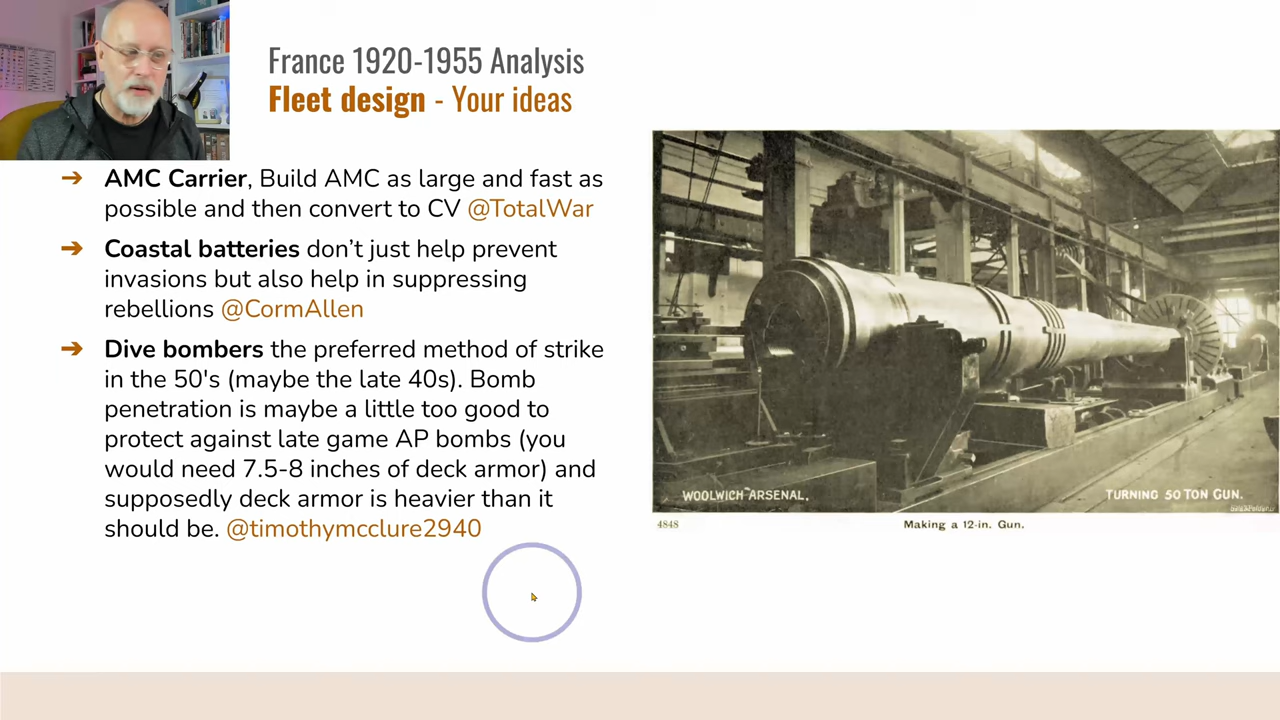 France 1920-1955 Analysis
Fleet design - Your ideas
➔ AMC Carrier, Build AMC as large and fast as
possible and then convert to CV @TotalWar
➔ Coastal batteries don’t just help prevent
invasions but also help in suppressing
rebellions @CormAllen
➔ Dive bombers the preferred method of strike
in the 50's (maybe the late 40s). Bomb
penetration is maybe a little too good to
protect against late game AP bombs (you
would need 7.5-8 inches of deck armor) and
supposedly deck armor is heavier than it
should be. @timothymcclure2940
WOOLWICH ARSENAL.
TURNING 50 TON GUN.
4848
Making a 12-in. Gun.